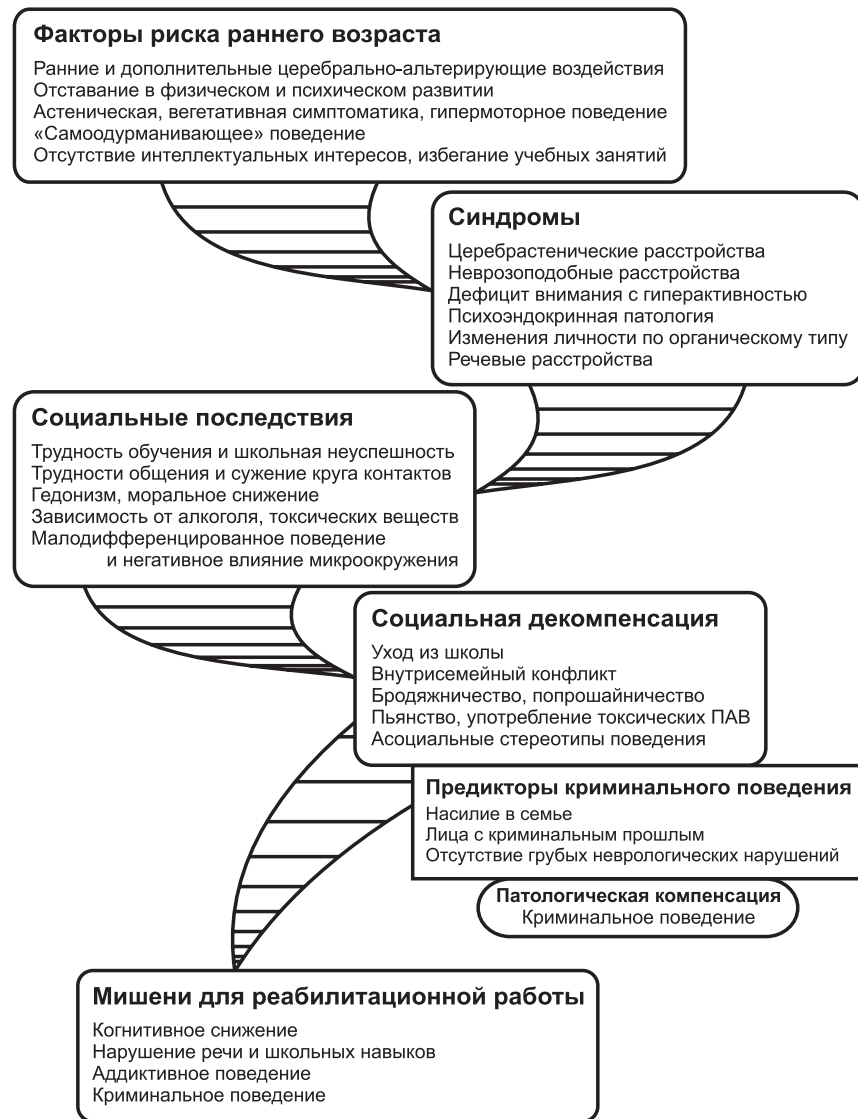 Факторы риска раннего возраста
Ранние и дополнительные церебрально-альтерирующие воздействия
Отставание в физическом и психическом развитии
Астеническая, вегетативная симптоматика, гипермоторное поведение
«Самоодурманивающее» поведение
Отсутствие интеллектуальных интересов, избегание учебных занятий
Синдромы
Церебрастенические расстройства
Неврозоподобные расстройства
Дефицит внимания с гиперактивностью
Психоэндокринная патология
Изменения личности по органическому типу
Речевые расстройства
Социальные последствия
Трудность обучения и школьная неуспешность
Трудности общения и сужение круга контактов
Гедонизм, моральное снижение
Зависимость от алкоголя, токсических веществ
Малодифференцированное поведение
и негативное влияние микроокружения
Социальная декомпенсация
Уход из школы
Внутрисемейный конфликт
Бродяжничество, попрошайничество
Пьянство, употребление токсических ПАВ
Асоциальные стереотипы поведения
Предикторы криминального поведения
Насилие в семье
Лица с криминальным прошлым
Отсутствие грубых неврологических нарушений
Патологическая компенсация
Криминальное поведение
Мишени для реабилитационной работы
Когнитивное снижение
Нарушение речи и школьных навыков
Аддиктивное поведение
Криминальное поведение